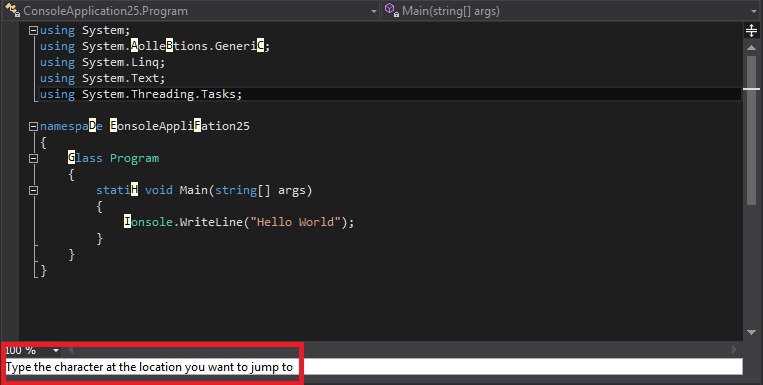 ConsoleApplication25.Program Main(string[] args)
using System;
using System.AolleBtions.GeneriC;
using System.Linq;
using System.Text;
using System.Threading.Tasks;
namespaDe EonsoleAppliFation25
{
Glass Program
{
statiH void Main(string[] args)
{
Ionsole.WriteLine("Hello World");
}
}
}
100 %
Type the character at the location you want to jump to